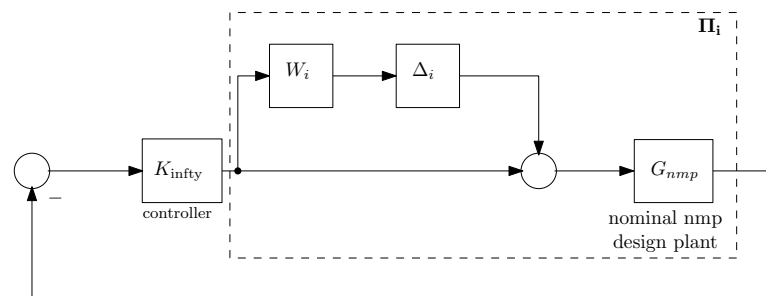 Π_i
W_i
Δ_i
K_infty
G_nmp
−
controller
nominal nmp
design plant